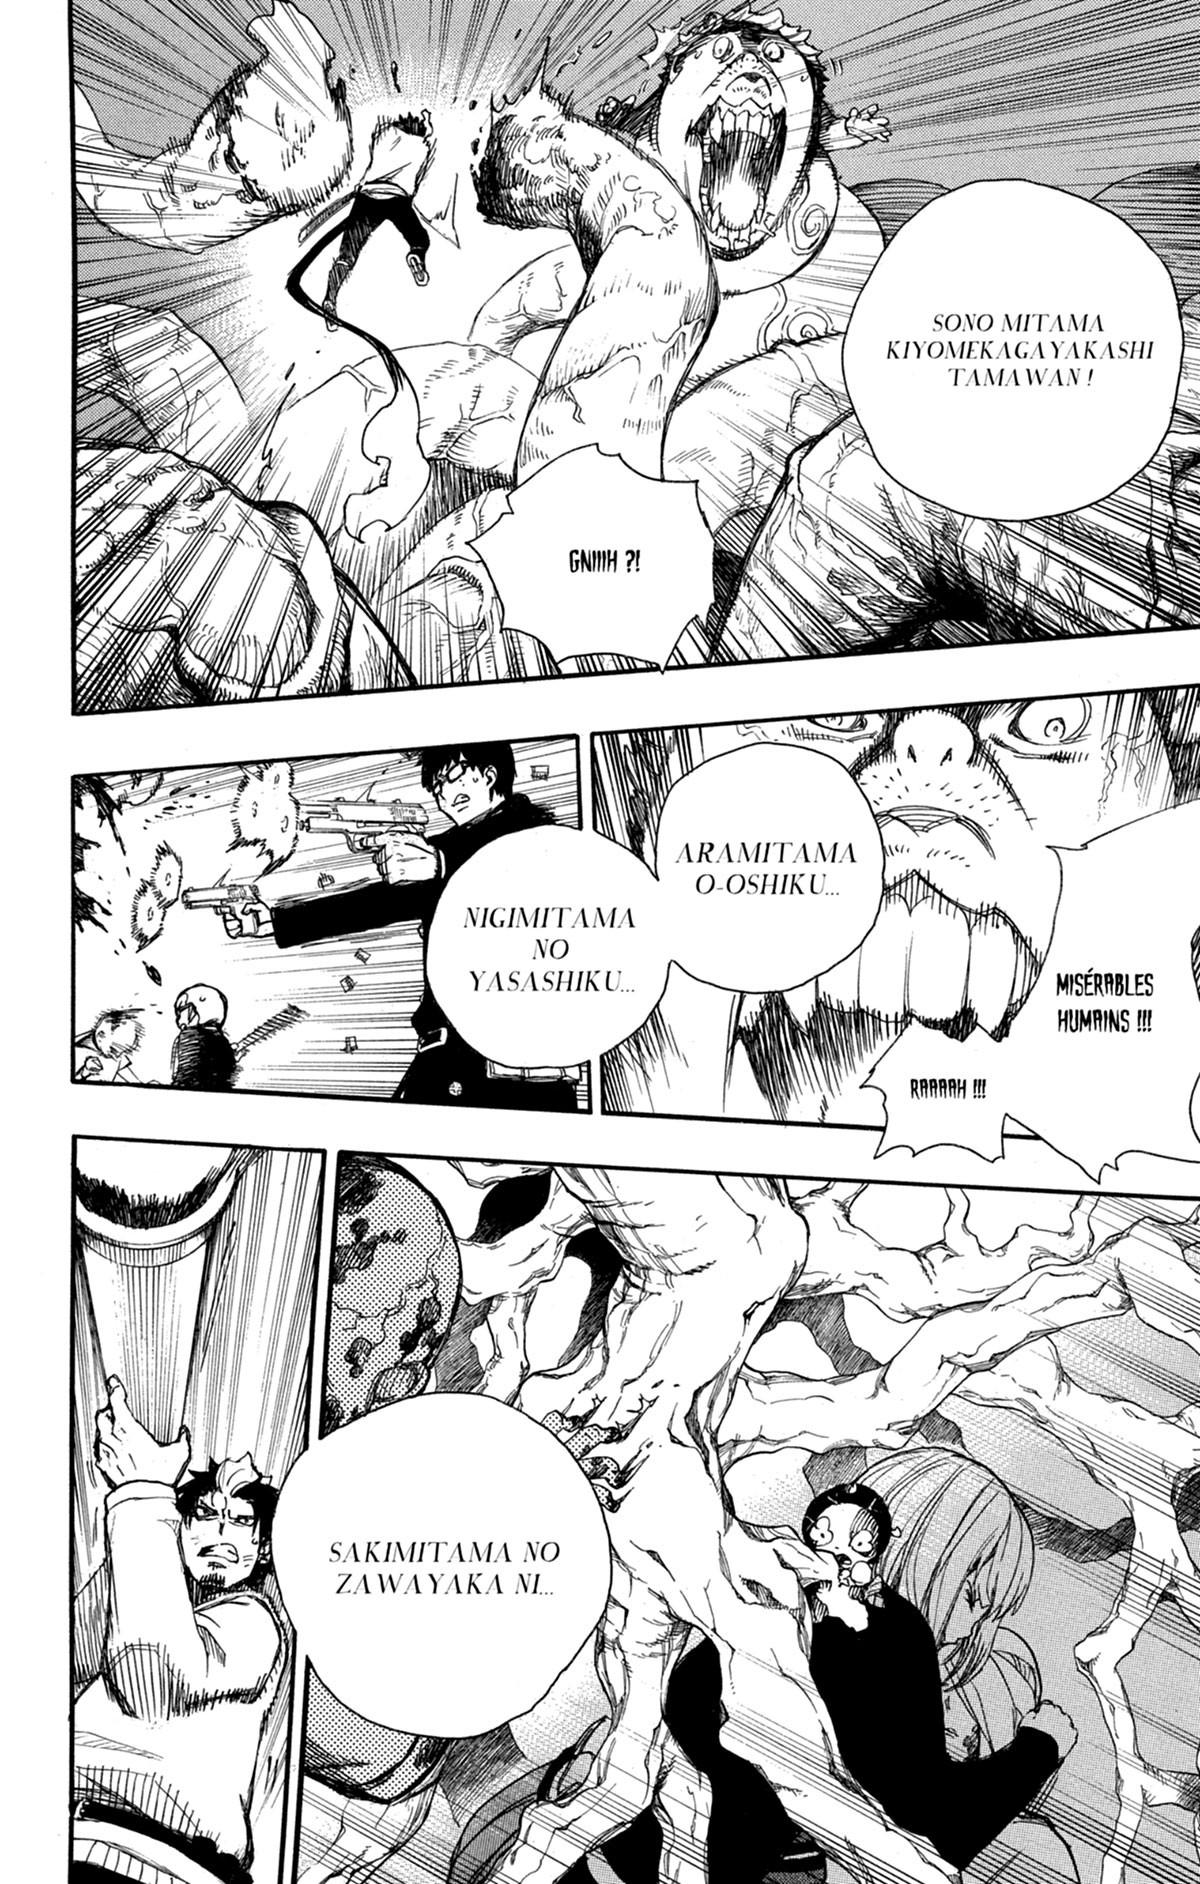 SONO MITAMA
KIYOMEKAGAYAKASHI
TAMAWAN !
GNIIIH ?!
MISÉRABLES
HUMAINS !!!
RAAAAH !!!
ARAMITAMA
O-OSHIKU...
NIGIMITAMA
NO
YASASHIKU...
SAKIMITAMA NO
ZAWAYAKA NI...